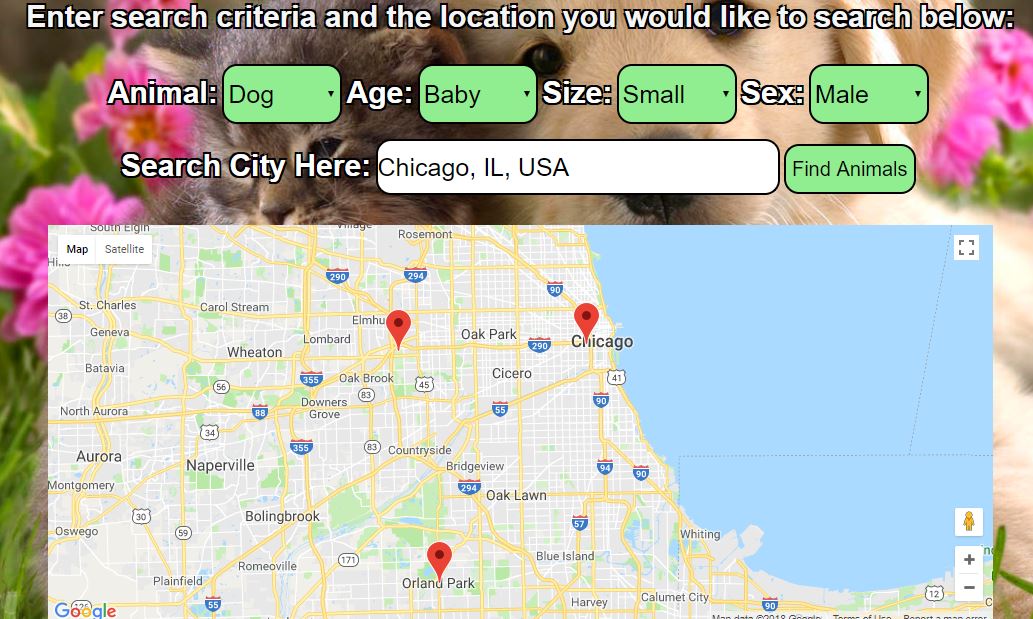 Enter search criteria and the location you would like to search below:
Animal: Dog Age: Baby Size: Small Sex: Male
Search City Here: Chicago, IL, USA Find Animals
South Elgin
Village
Rosemont
Map Satellite
290
294
90
St. Charles
Carol Stream
38
Elmhu
Geneva
Lombard
Oak Park
Chicago
290
Wheaton
Batavia
355
Oak Brook
45
Cicero
41
56
83
90
North Aurora
88
Downers
Grove
55
34
355
83
Countryside
Aurora
Naperville
Bridgeview
94
90
Montgomery
294
Oak Lawn
30
Bolingbrook
57
Oswego
59
Whiting
171
Blue Island
Romeoville
Plainfield
Orland Park
12
55
Harvey
Calumet City
90
Google
Map data ©2018 Google
Terms of Use
Report a map error